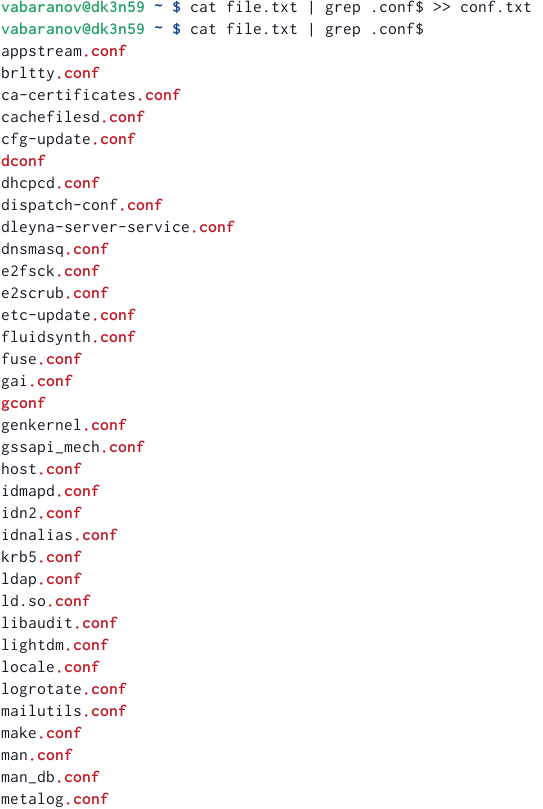 vabaranov@dk3n59 ~ $ cat file.txt | grep .conf$ >> conf.txt
vabaranov@dk3n59 ~ $ cat file.txt | grep .conf$
appstream.conf
brltty.conf
ca-certificates.conf
cachefilesd.conf
cfg-update.conf
dconf
dhcpcd.conf
dispatch-conf.conf
dleyna-server-service.conf
dnsmasq.conf
e2fsck.conf
e2scrub.conf
etc-update.conf
fluidsynth.conf
fuse.conf
gai.conf
gconf
genkernel.conf
gssapi_mech.conf
host.conf
idmapd.conf
idn2.conf
idnalias.conf
krb5.conf
ldap.conf
ld.so.conf
libaudit.conf
lightdm.conf
locale.conf
logrotate.conf
mailutils.conf
make.conf
man.conf
man_db.conf
metalog.conf